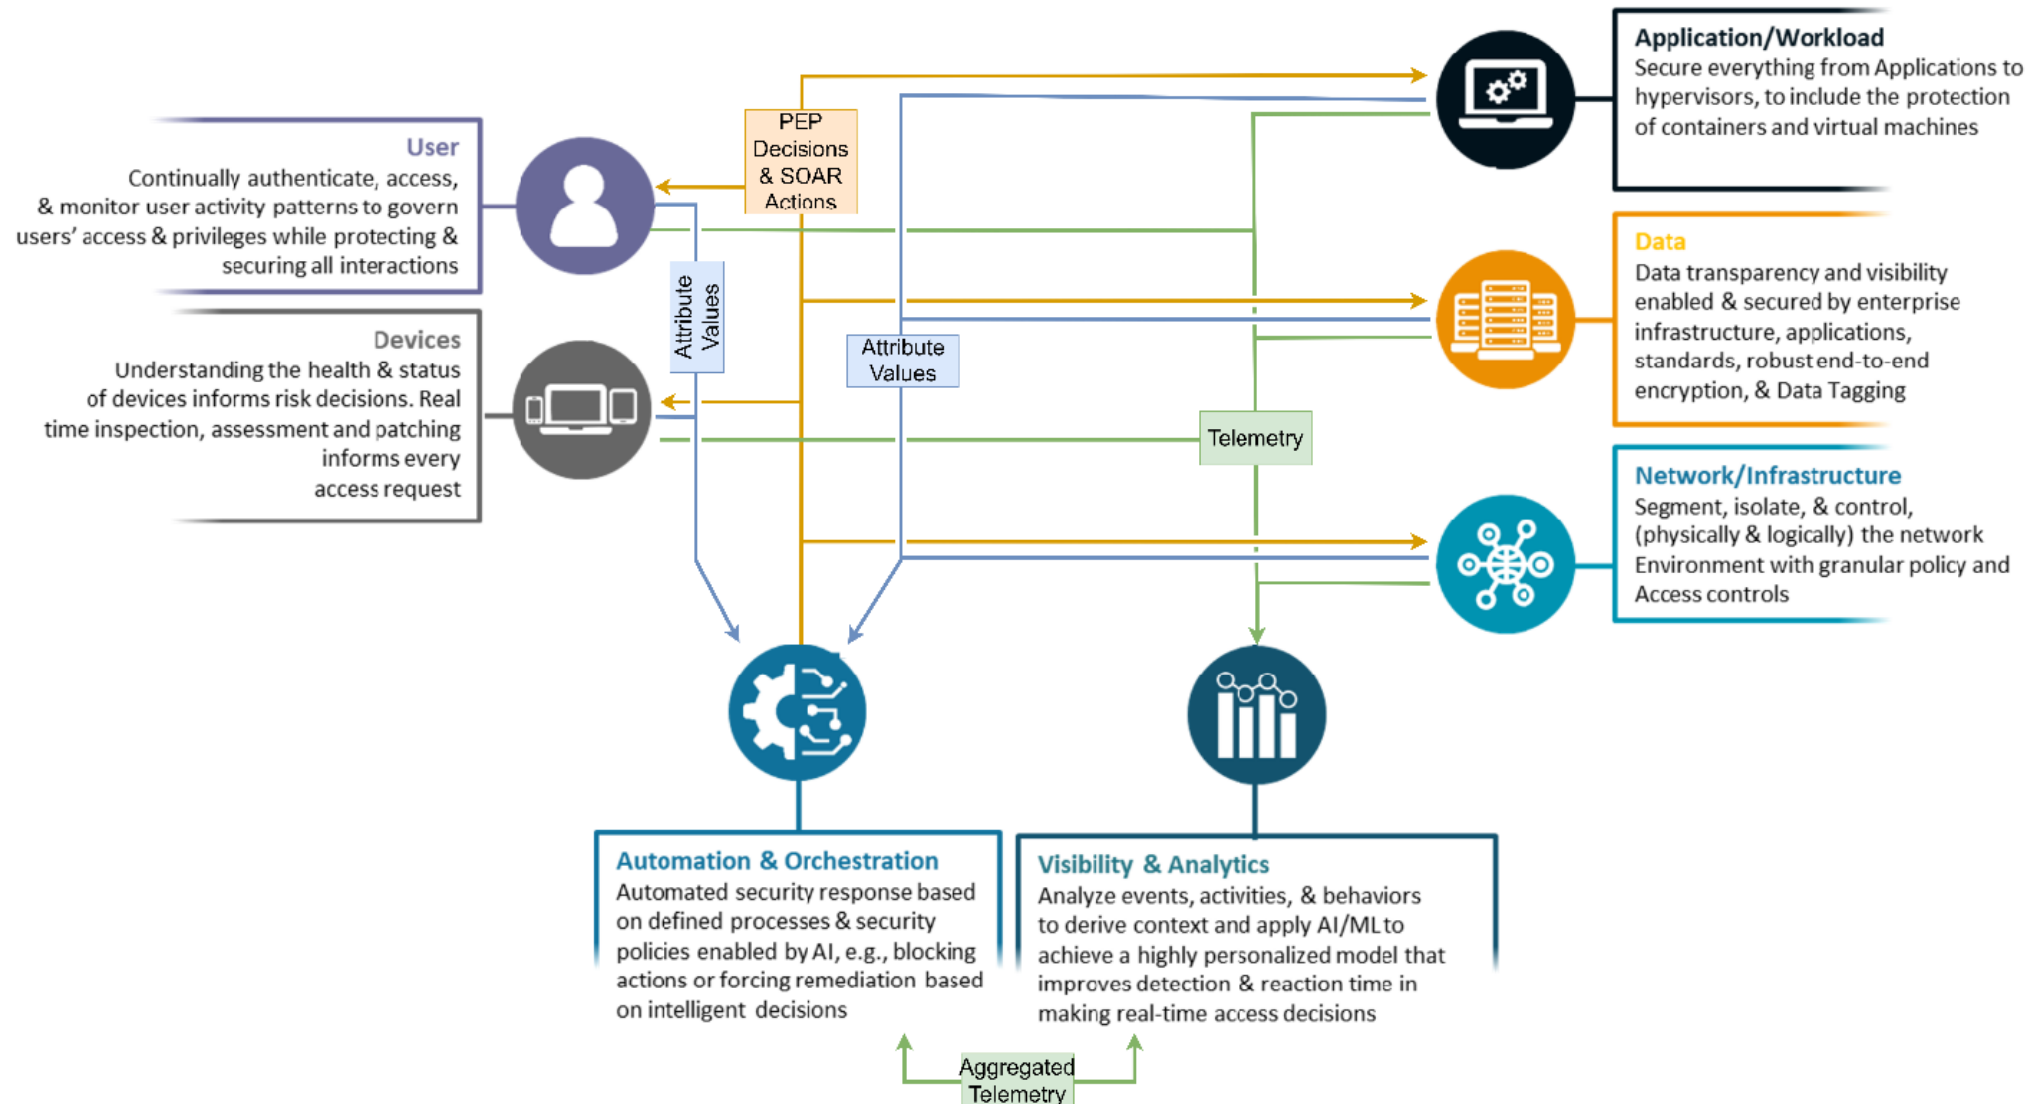 User
Continually authenticate, access,
& monitor user activity patterns to govern
users’ access & privileges while protecting &
securing all interactions
Devices
Understanding the health & status
of devices informs risk decisions. Real
time inspection, assessment and patching
informs every
access request
PEP
Decisions
& SOAR
Actions
Attribute
Values
Attribute
Values
Telemetry
Application/Workload
Secure everything from Applications to
hypervisors, to include the protection
of containers and virtual machines
Data
Data transparency and visibility
enabled & secured by enterprise
infrastructure, applications,
standards, robust end-to-end
encryption, & Data Tagging
Network/Infrastructure
Segment, isolate, & control,
(physically & logically) the network
Environment with granular policy and
Access controls
Automation & Orchestration
Automated security response based
on defined processes & security
policies enabled by AI, e.g., blocking
actions or forcing remediation based
on intelligent decisions
Visibility & Analytics
Analyze events, activities, & behaviors
to derive context and apply AI/ML to
achieve a highly personalized model that
improves detection & reaction time in
making real-time access decisions
Aggregated
Telemetry